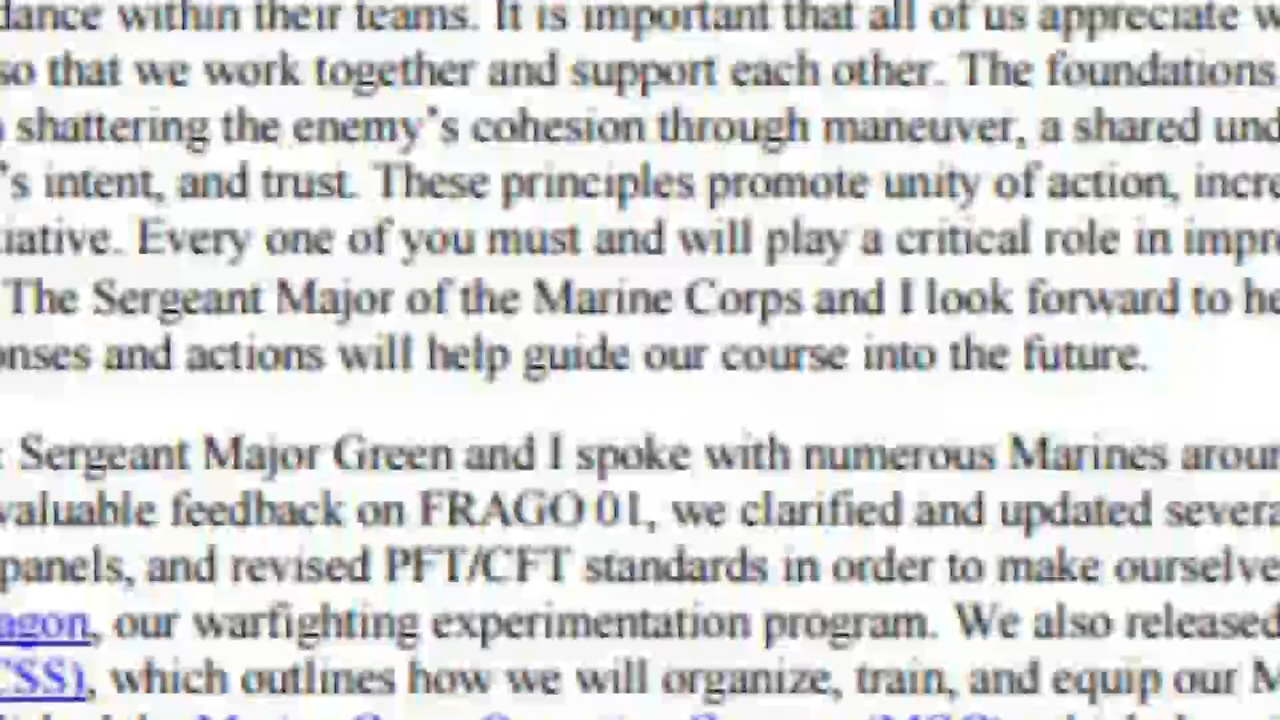 dance within their teams. It is important that all of us appreciate w
so that we work together and support each other. The foundations
shattering the enemy's cohesion through maneuver, a shared und
's intent, and trust. These principles promote unity of action, incre
iative. Every one of you must and will play a critical role in impr
The Sergeant Major of the Marine Corps and I look forward to he
onses and actions will help guide our course into the future.
: Sergeant Major Green and I spoke with numerous Marines aroun
valuable feedback on FRAGO 01, we clarified and updated severa
panels, and revised PFT/CFT standards in order to make ourselve
agon, our warfighting experimentation program. We also released
CSS), which outlines how we will organize, train, and equip our M